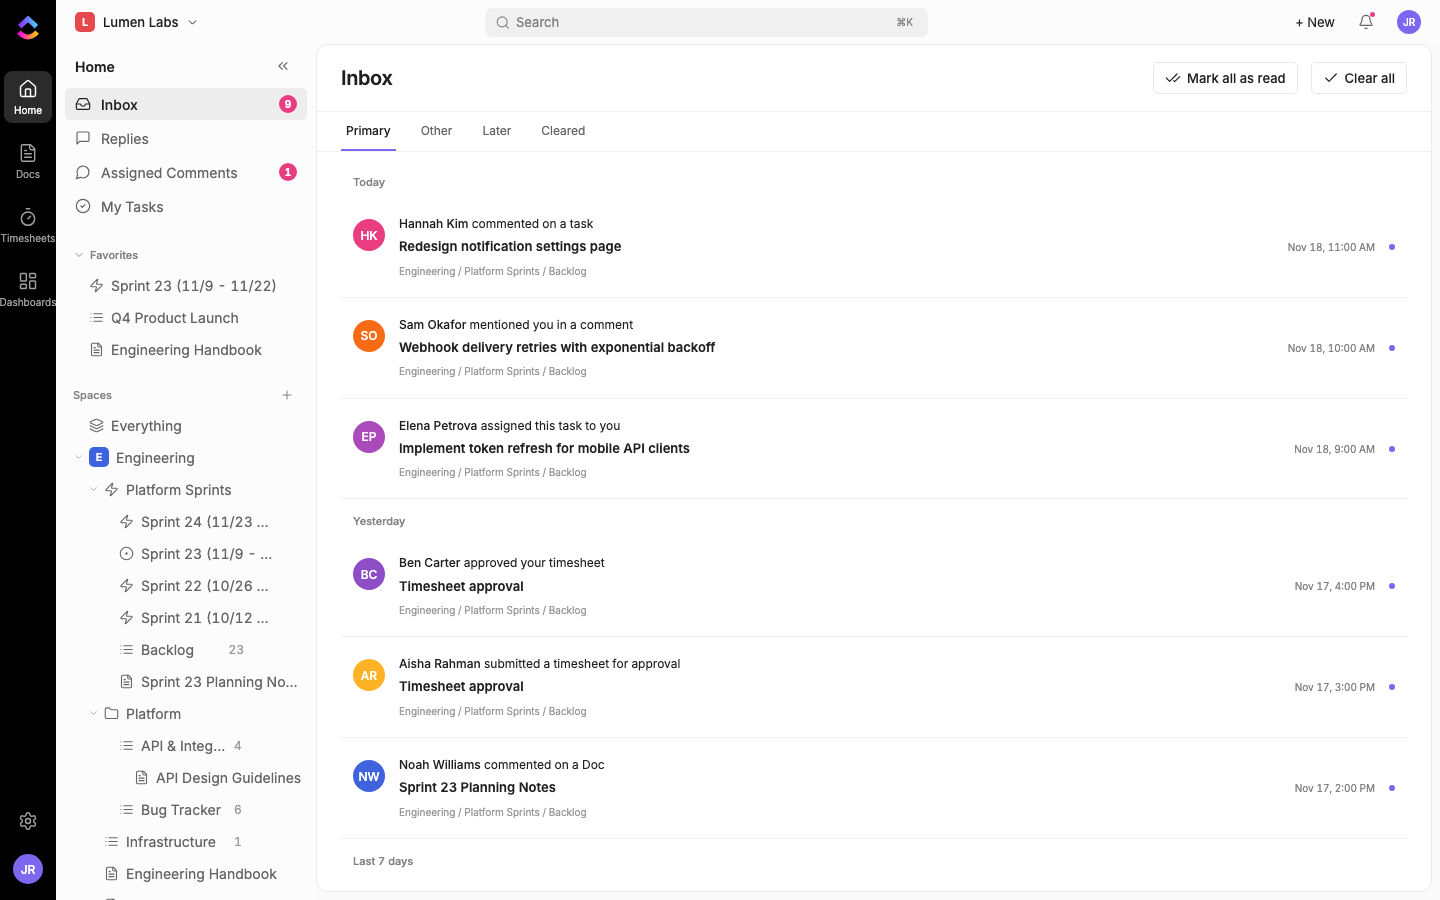 L Lumen Labs
Search ⌘K
+ New
JR
Home
Docs
Timesheets
Dashboards
JR
Home
Inbox 9
Replies
Assigned Comments 1
My Tasks
Favorites
Sprint 23 (11/9 - 11/22)
Q4 Product Launch
Engineering Handbook
Spaces
Everything
E Engineering
Platform Sprints
Sprint 24 (11/23 ...
Sprint 23 (11/9 - ...
Sprint 22 (10/26 ...
Sprint 21 (10/12 ...
Backlog 23
Sprint 23 Planning No...
Platform
API & Integ... 4
API Design Guidelines
Bug Tracker 6
Infrastructure 1
Engineering Handbook
Inbox
Mark all as read
Clear all
Primary Other Later Cleared
Today
HK
Hannah Kim commented on a task
Redesign notification settings page
Nov 18, 11:00 AM
Engineering / Platform Sprints / Backlog
SO
Sam Okafor mentioned you in a comment
Webhook delivery retries with exponential backoff
Nov 18, 10:00 AM
Engineering / Platform Sprints / Backlog
EP
Elena Petrova assigned this task to you
Implement token refresh for mobile API clients
Nov 18, 9:00 AM
Engineering / Platform Sprints / Backlog
Yesterday
BC
Ben Carter approved your timesheet
Timesheet approval
Nov 17, 4:00 PM
Engineering / Platform Sprints / Backlog
AR
Aisha Rahman submitted a timesheet for approval
Timesheet approval
Nov 17, 3:00 PM
Engineering / Platform Sprints / Backlog
NW
Noah Williams commented on a Doc
Sprint 23 Planning Notes
Nov 17, 2:00 PM
Engineering / Platform Sprints / Backlog
Last 7 days